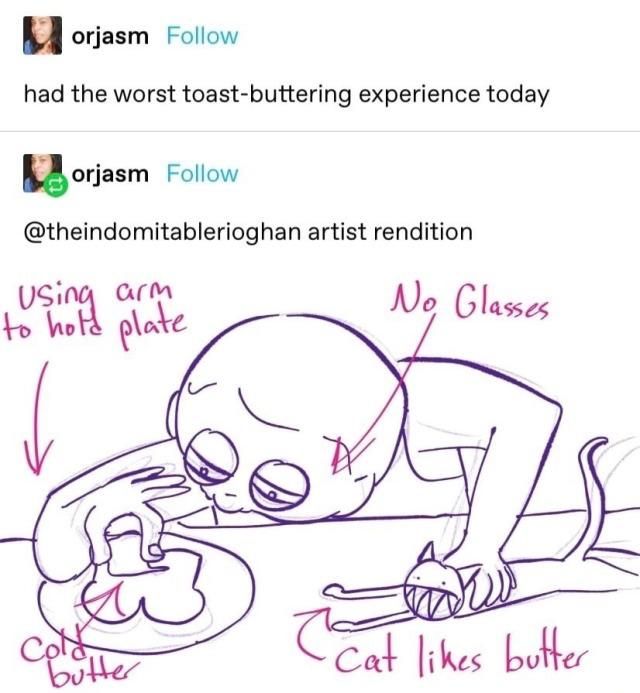 orjasm Follow
had the worst toast-buttering experience today
orjasm Follow
@theindomitablerioghan artist rendition
using arm
to hold plate
No Glasses
Cold
butter
Cat likes butter